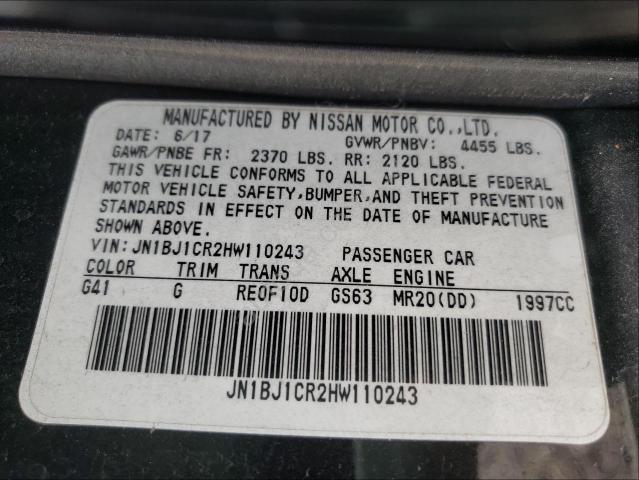 MANUFACTURED BY NISSAN MOTOR CO.,LTD.
DATE: 6/17 GVWR/PNBV: 4455 LBS.
GAWR/PNBE FR: 2370 LBS. RR: 2120 LBS.
THIS VEHICLE CONFORMS TO ALL APPLICABLE FEDERAL
MOTOR VEHICLE SAFETY,BUMPER,AND THEFT PREVENTION
STANDARDS IN EFFECT ON THE DATE OF MANUFACTURE
SHOWN ABOVE.
VIN:JN1BJ1CR2HW110243 PASSENGER CAR
COLOR TRIM TRANS AXLE ENGINE
G41 G RE0F10D GS63 MR20(DD) 1997CC
JN1BJ1CR2HW110243